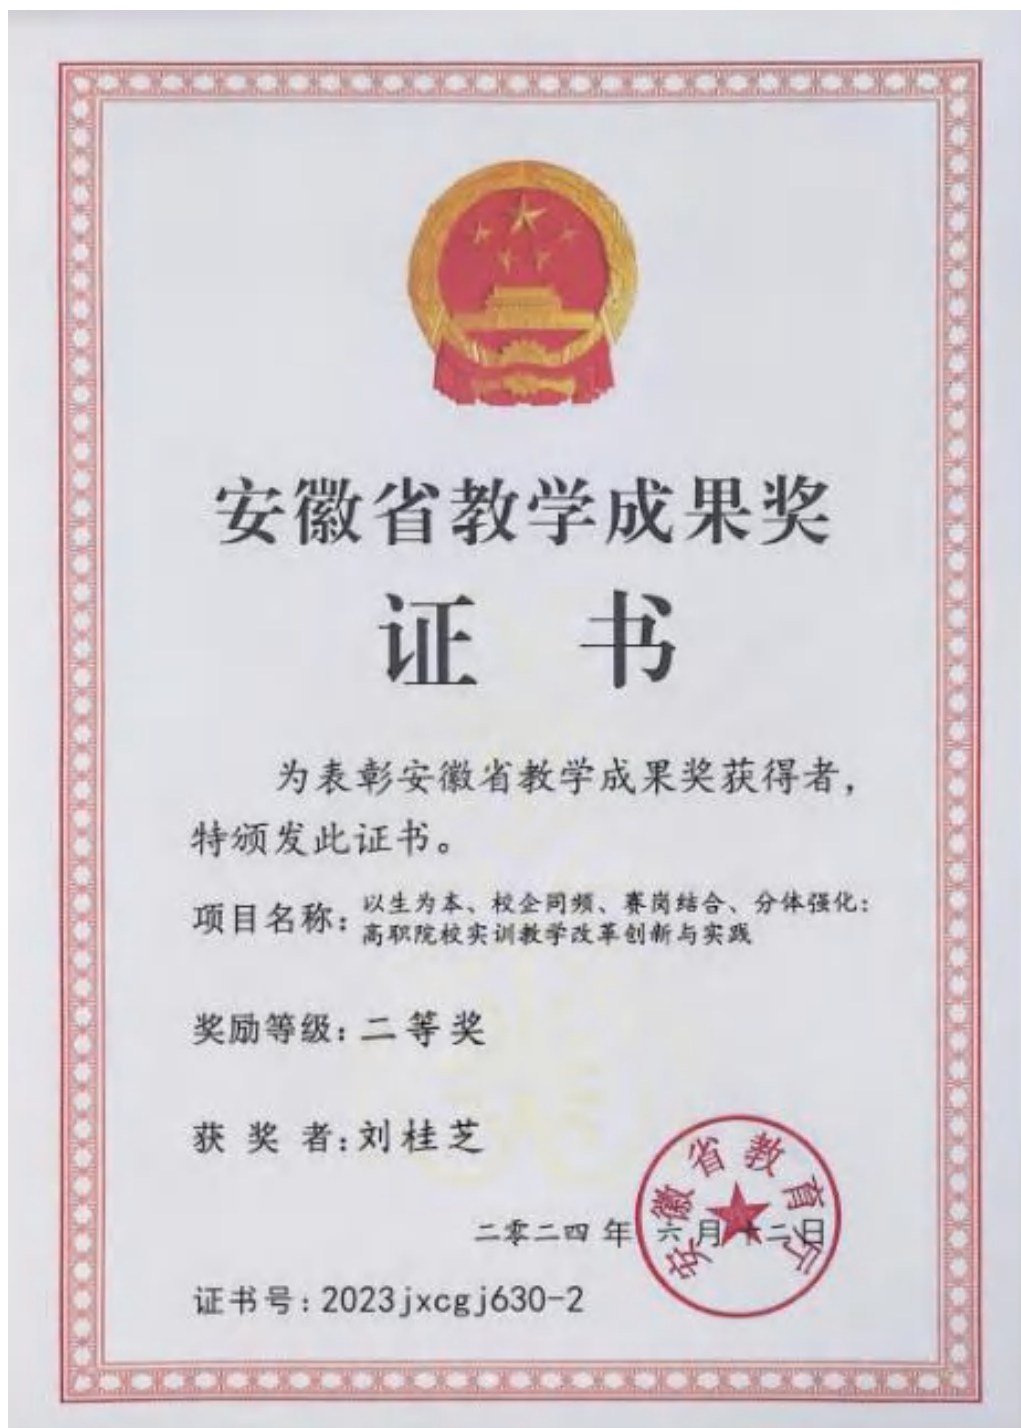 安徽省教学成果奖
证 书
为表彰安徽省教学成果奖获得者，
特颁发此证书。
项目名称：以生为本、校企同频、赛岗结合、分体强化：
高职院校实训教学改革创新与实践
奖励等级：二等奖
获 奖 者：刘桂芝
安徽省教育厅
二零二四 年 六 月 十二 日
证书号：2023jxcgj630-2